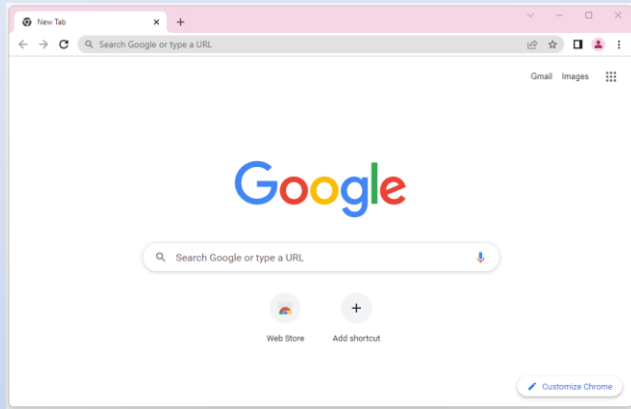 New Tab
Search Google or type a URL
Gmail Images
Google
Search Google or type a URL
Web Store Add shortcut
Customize Chrome